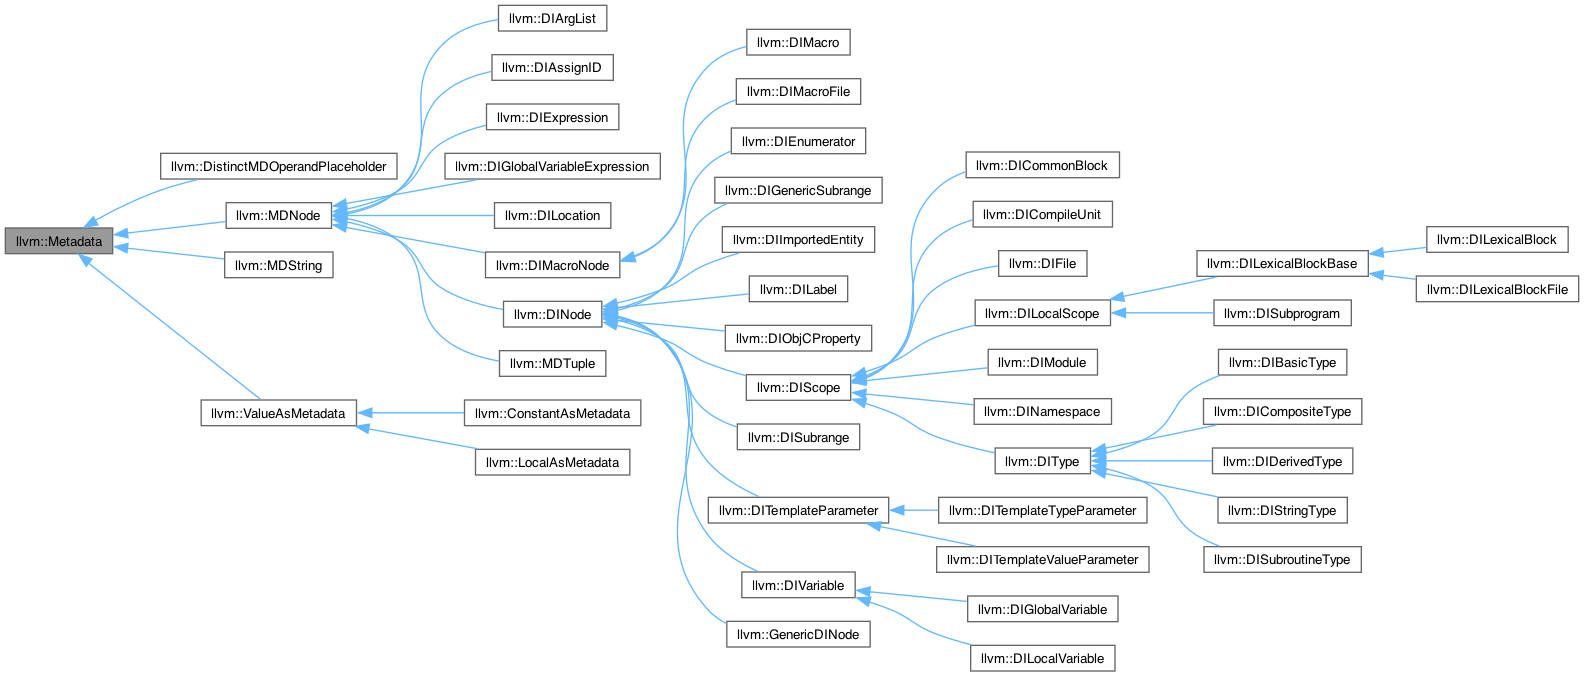 llvm::Metadata
llvm::DistinctMDOperandPlaceholder
llvm::MDNode
llvm::MDString
llvm::ValueAsMetadata
llvm::DIArgList
llvm::DIAssignID
llvm::DIExpression
llvm::DIGlobalVariableExpression
llvm::DILocation
llvm::DIMacroNode
llvm::DINode
llvm::MDTuple
llvm::ConstantAsMetadata
llvm::LocalAsMetadata
llvm::DIMacro
llvm::DIMacroFile
llvm::DIEnumerator
llvm::DIGenericSubrange
llvm::DIImportedEntity
llvm::DILabel
llvm::DIObjCProperty
llvm::DIScope
llvm::DISubrange
llvm::DITemplateParameter
llvm::DIVariable
llvm::GenericDINode
llvm::DICommonBlock
llvm::DICompileUnit
llvm::DIFile
llvm::DILocalScope
llvm::DIModule
llvm::DINamespace
llvm::DIType
llvm::DITemplateTypeParameter
llvm::DITemplateValueParameter
llvm::DIGlobalVariable
llvm::DILocalVariable
llvm::DILexicalBlockBase
llvm::DISubprogram
llvm::DIBasicType
llvm::DICompositeType
llvm::DIDerivedType
llvm::DIStringType
llvm::DISubroutineType
llvm::DILexicalBlock
llvm::DILexicalBlockFile